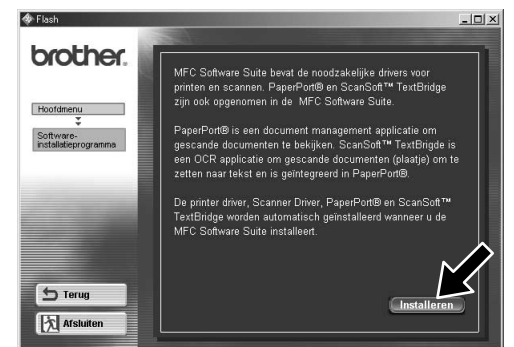 Flash
brother.
Hoofdmenu
Software-
installatieprogramma
MFC Software Suite bevat de noodzakelijke drivers voor
printen en scannen. PaperPort® en ScanSoft™ TextBridge
zijn ook opgenomen in de MFC Software Suite.
PaperPort® is een document management applicatie om
gescande documenten te bekijken. ScanSoft™ TextBrigde is
een OCR applicatie om gescande documenten (plaatje) om te
zetten naar tekst en is geïntegreerd in PaperPort®.
De printer driver, Scanner Driver, PaperPort® en ScanSoft™
TextBridge worden automatisch geïnstalleerd wanneer u de
MFC Software Suite installeert.
Installeren
Terug
Afsluiten